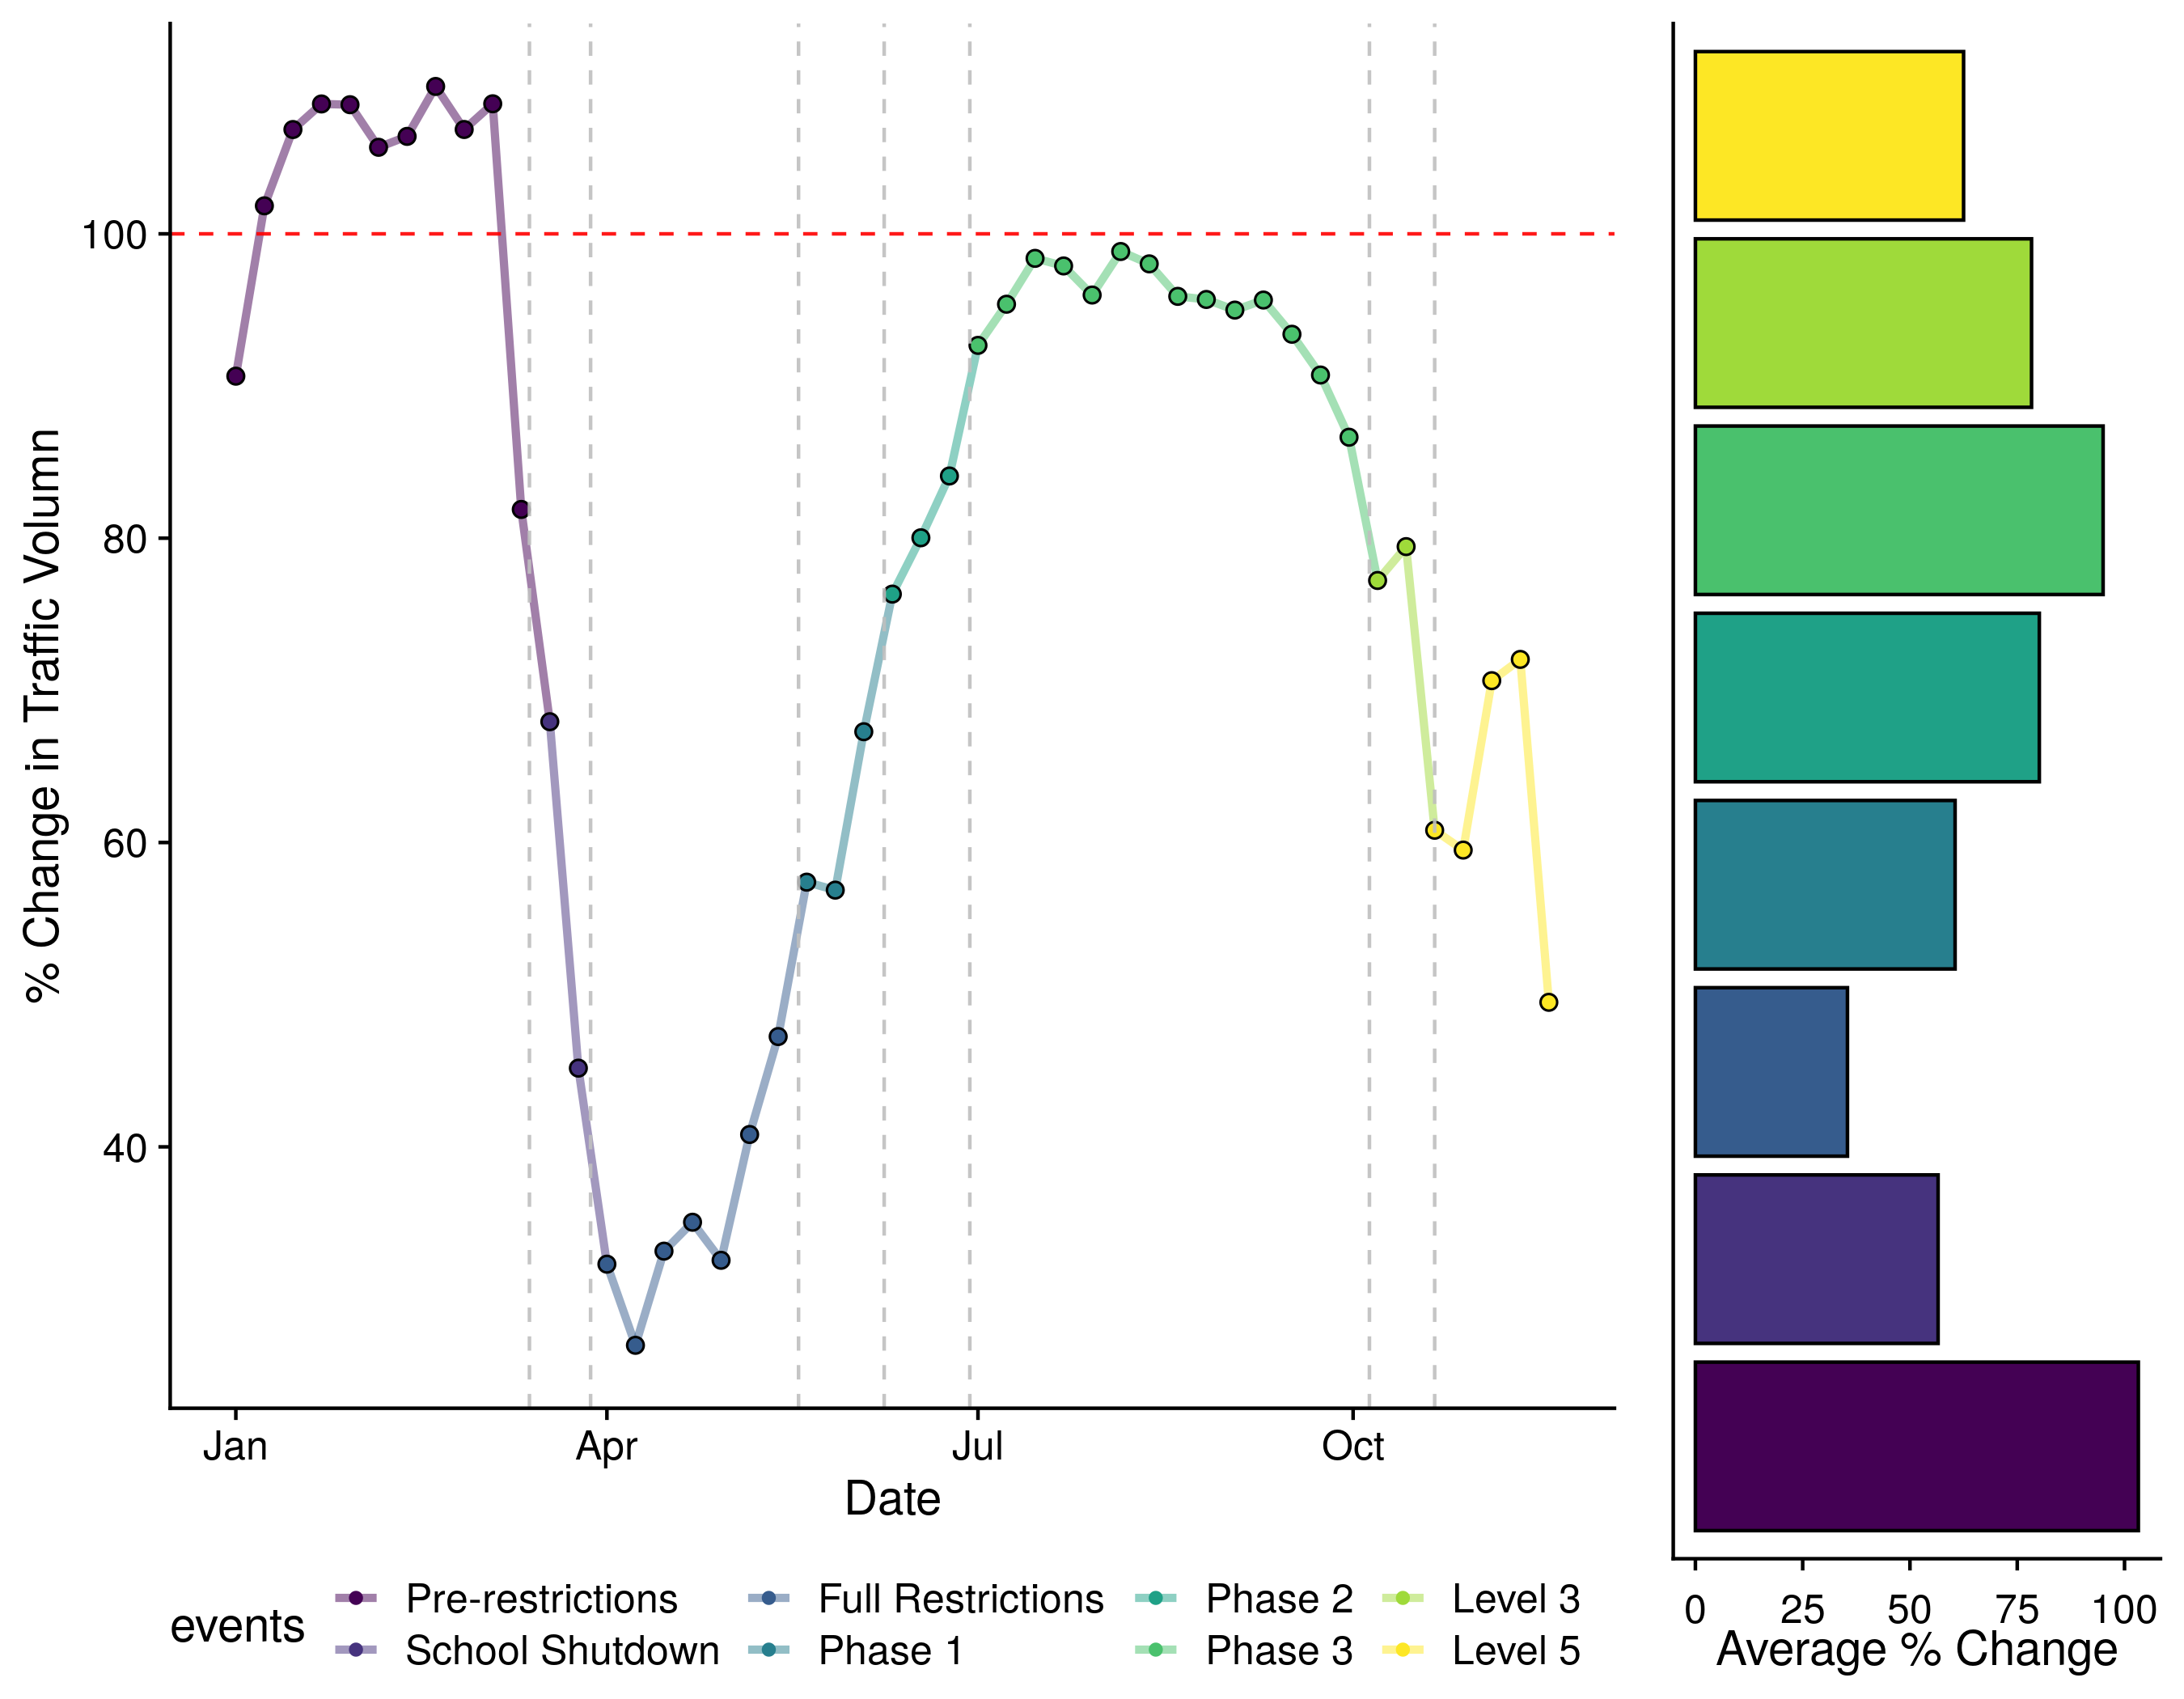 % Change in Traffic Volumn
100
80
60
40
Jan Apr Jul Oct
Date
events
Pre-restrictions Full Restrictions Phase 2 Level 3
School Shutdown Phase 1 Phase 3 Level 5
0 25 50 75 100
Average % Change